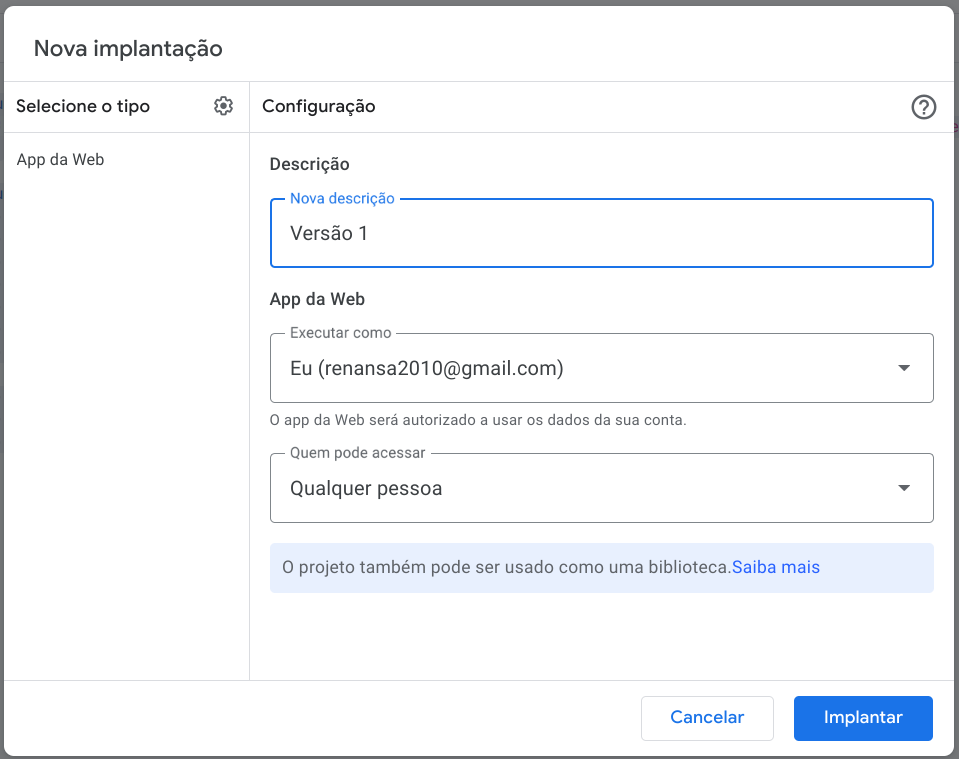 Nova implantação
Selecione o tipo
Configuração
App da Web
Descrição
Nova descrição
Versão 1
App da Web
Executar como
Eu (renansa2010@gmail.com)
O app da Web será autorizado a usar os dados da sua conta.
Quem pode acessar
Qualquer pessoa
O projeto também pode ser usado como uma biblioteca.Saiba mais
Cancelar
Implantar